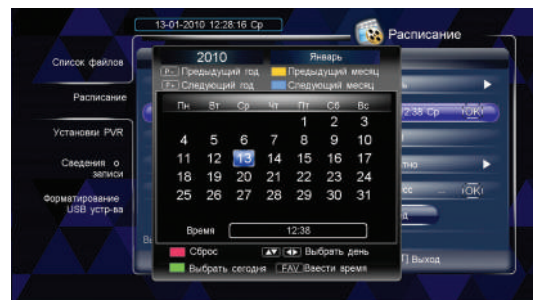 13-01-2010 12:28:16 Ср
Расписание
Список файлов
Расписание
Установки PVR
Сведения о записи
Форматирование USB устр-ва
2010 Январь
P- Предыдущий год Предыдущий месяц
P+ Следующий год Следующий месяц
Пн Вт Ср Чт Пт Сб Вс
1 2 3
4 5 6 7 8 9 10
11 12 13 14 15 16 17
18 19 20 21 22 23 24
25 26 27 28 29 30 31
Время 12:38
Сброс Выбрать день
Выбрать сегодня FAV Ввести время
2:38 Ср OK
OK
Выход